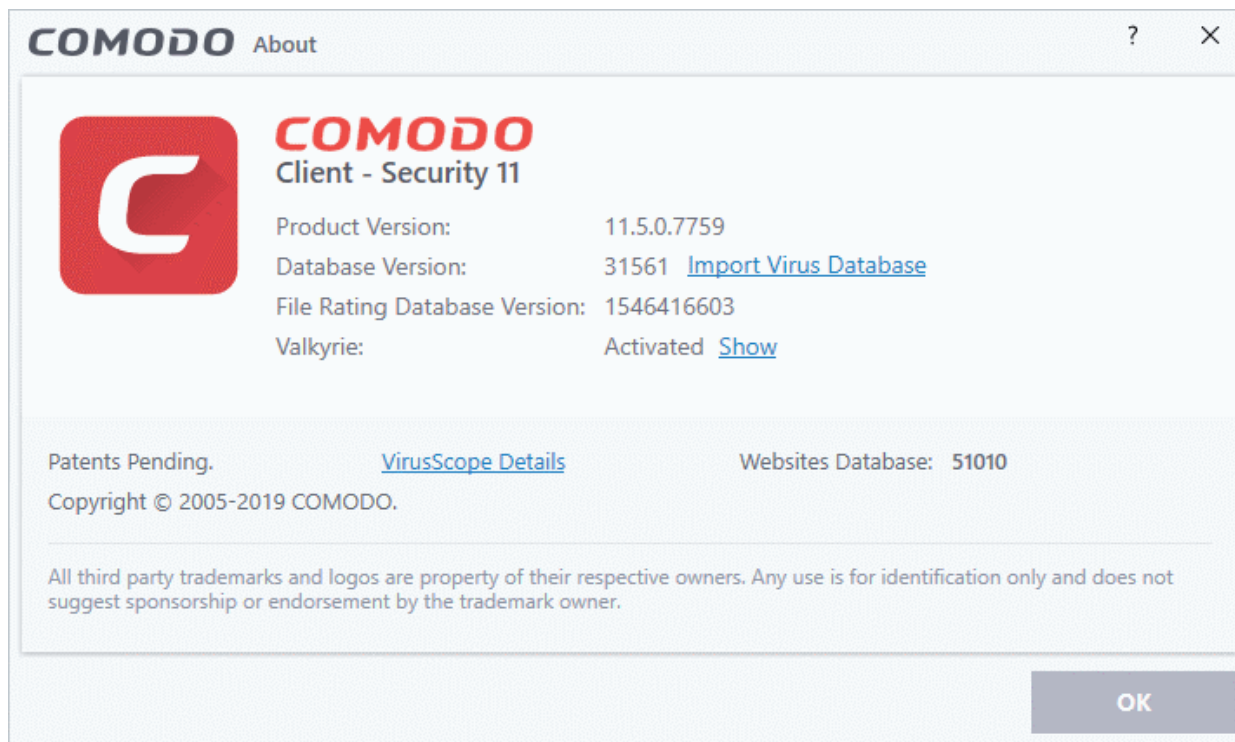 COMODO About ? ×
COMODO
Client - Security 11
Product Version: 11.5.0.7759
Database Version: 31561 Import Virus Database
File Rating Database Version: 1546416603
Valkyrie: Activated Show
Patents Pending. VirusScope Details Websites Database: 51010
Copyright © 2005-2019 COMODO.
All third party trademarks and logos are property of their respective owners. Any use is for identification only and does not
suggest sponsorship or endorsement by the trademark owner.
OK